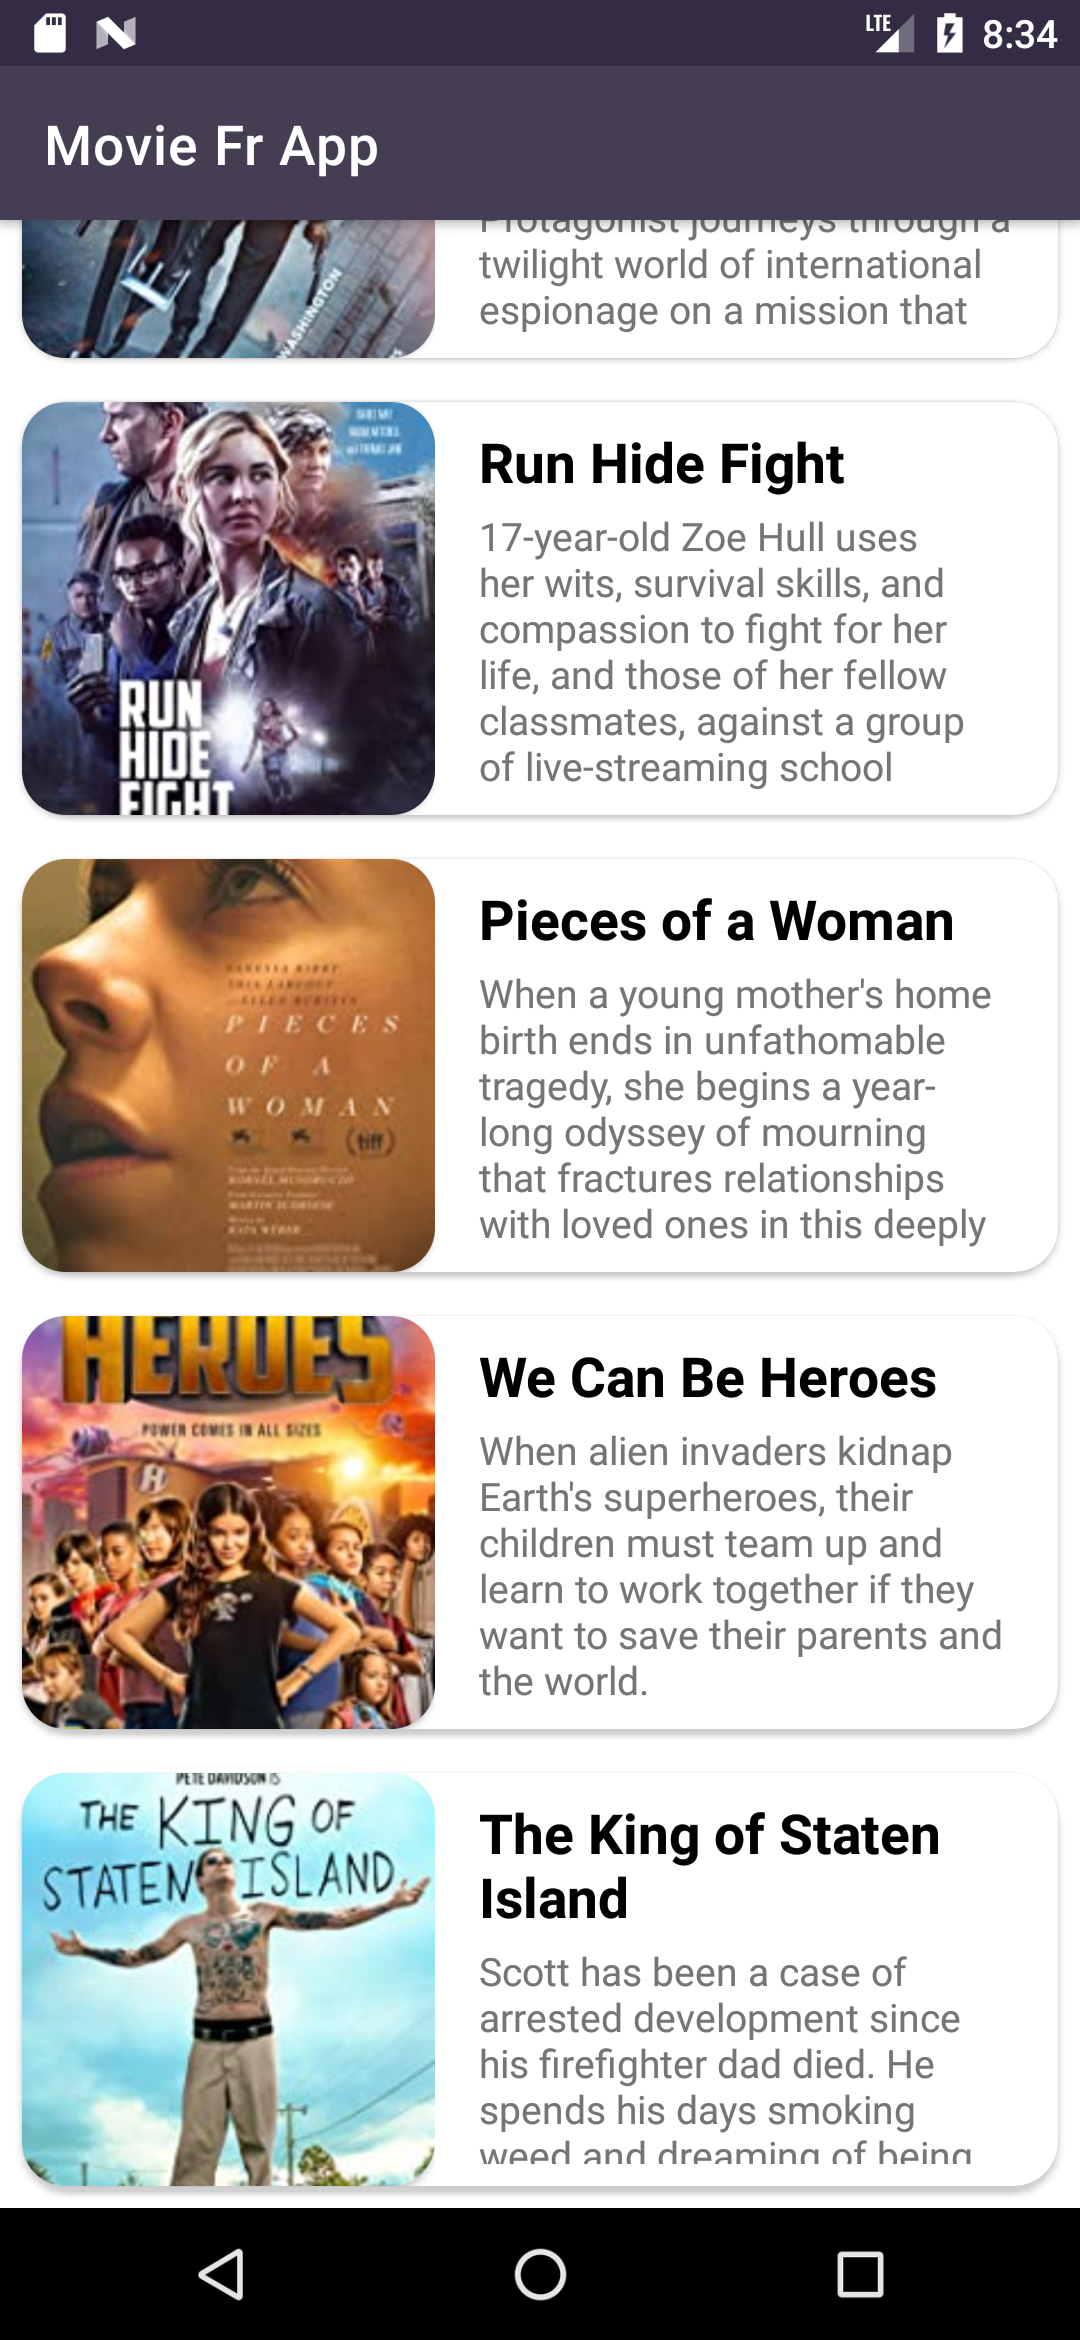 LTE 8:34
Movie Fr App
Protagonist journeys through a
twilight world of international
espionage on a mission that
WASHINGTON
Run Hide Fight
17-year-old Zoe Hull uses
her wits, survival skills, and
compassion to fight for her
life, and those of her fellow
classmates, against a group
of live-streaming school
RUN
HIDE
FIGHT
Pieces of a Woman
When a young mother's home
birth ends in unfathomable
tragedy, she begins a year-
long odyssey of mourning
that fractures relationships
with loved ones in this deeply
PIECES
OF A
WOMAN
tiff
HEROES
POWER COMES IN ALL SIZES
H
We Can Be Heroes
When alien invaders kidnap
Earth's superheroes, their
children must team up and
learn to work together if they
want to save their parents and
the world.
PETE DAVIDSON IS
THE KING OF
STATEN ISLAND
The King of Staten
Island
Scott has been a case of
arrested development since
his firefighter dad died. He
spends his days smoking
weed and dreaming of being